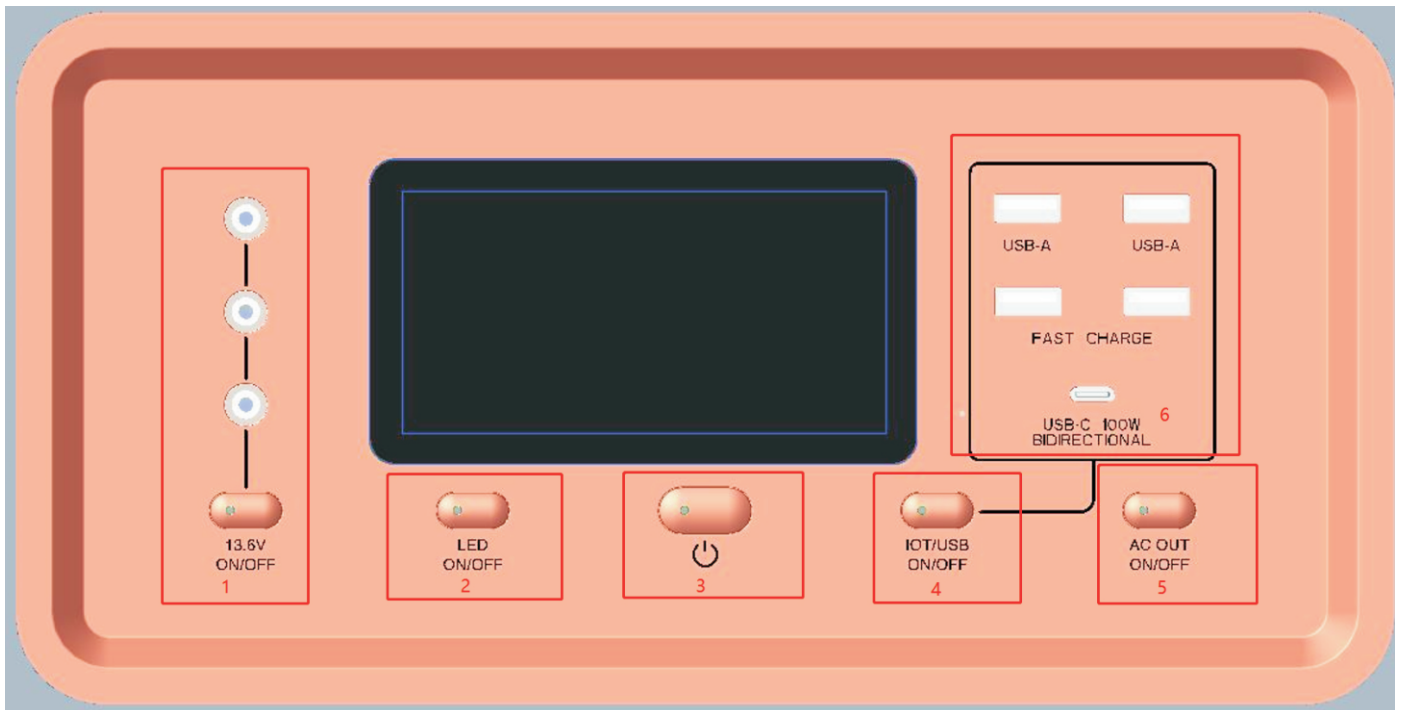 USB-A
USB-A
FAST CHARGE
USB-C 100W
BIDIRECTIONAL
6
13.6V
ON/OFF
1
LED
ON/OFF
2
3
IOT/USB
ON/OFF
4
AC OUT
ON/OFF
5